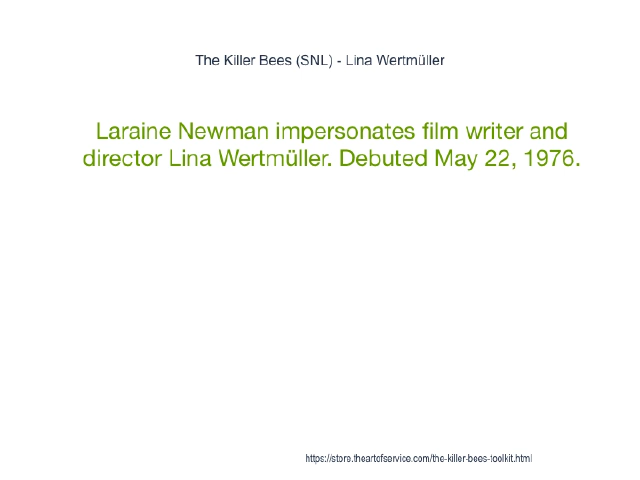 The Killer Bees (SNL) - Lina Wertmüller
Laraine Newman impersonates film writer and
director Lina Wertmüller. Debuted May 22, 1976.
https://store.theartofservice.com/the-killer-bees-toolkit.html